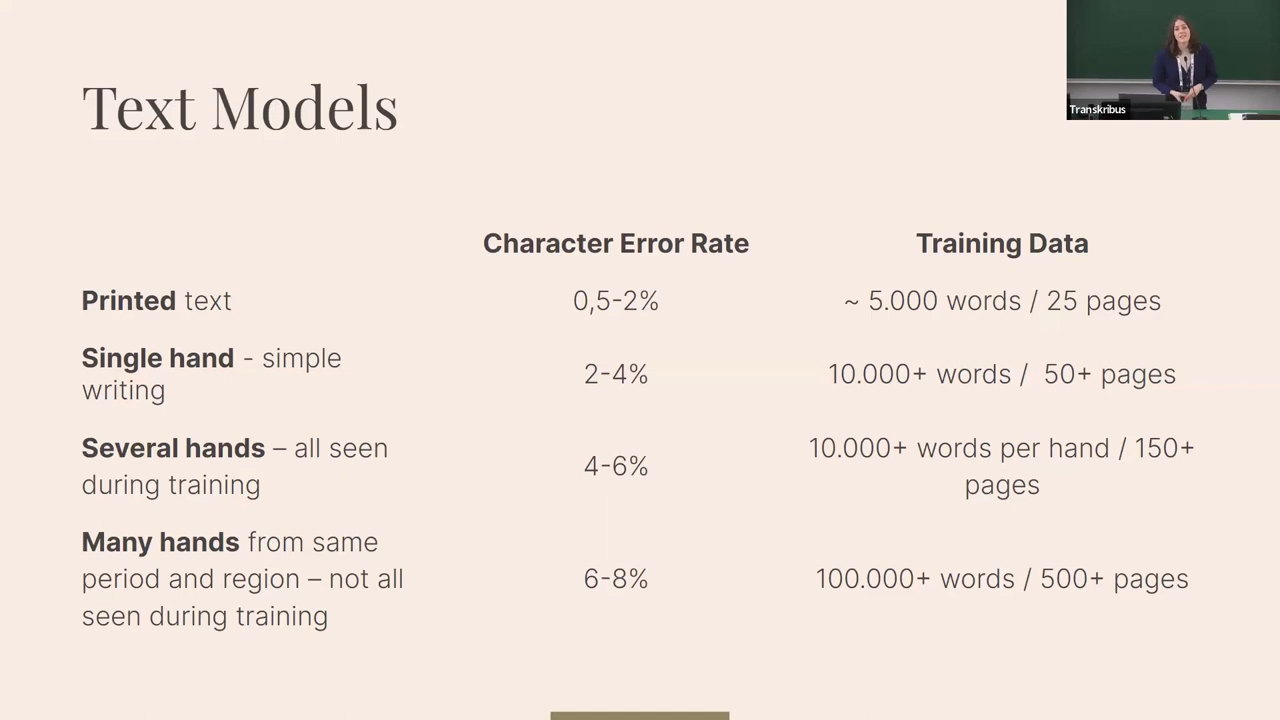 Transkribus
Text Models
Character Error Rate
Training Data
Printed text
0,5-2%
~ 5.000 words / 25 pages
Single hand - simple
writing
2-4%
10.000+ words /  50+ pages
Several hands – all seen
during training
4-6%
10.000+ words per hand / 150+
pages
Many hands from same
period and region – not all
seen during training
6-8%
100.000+ words / 500+ pages